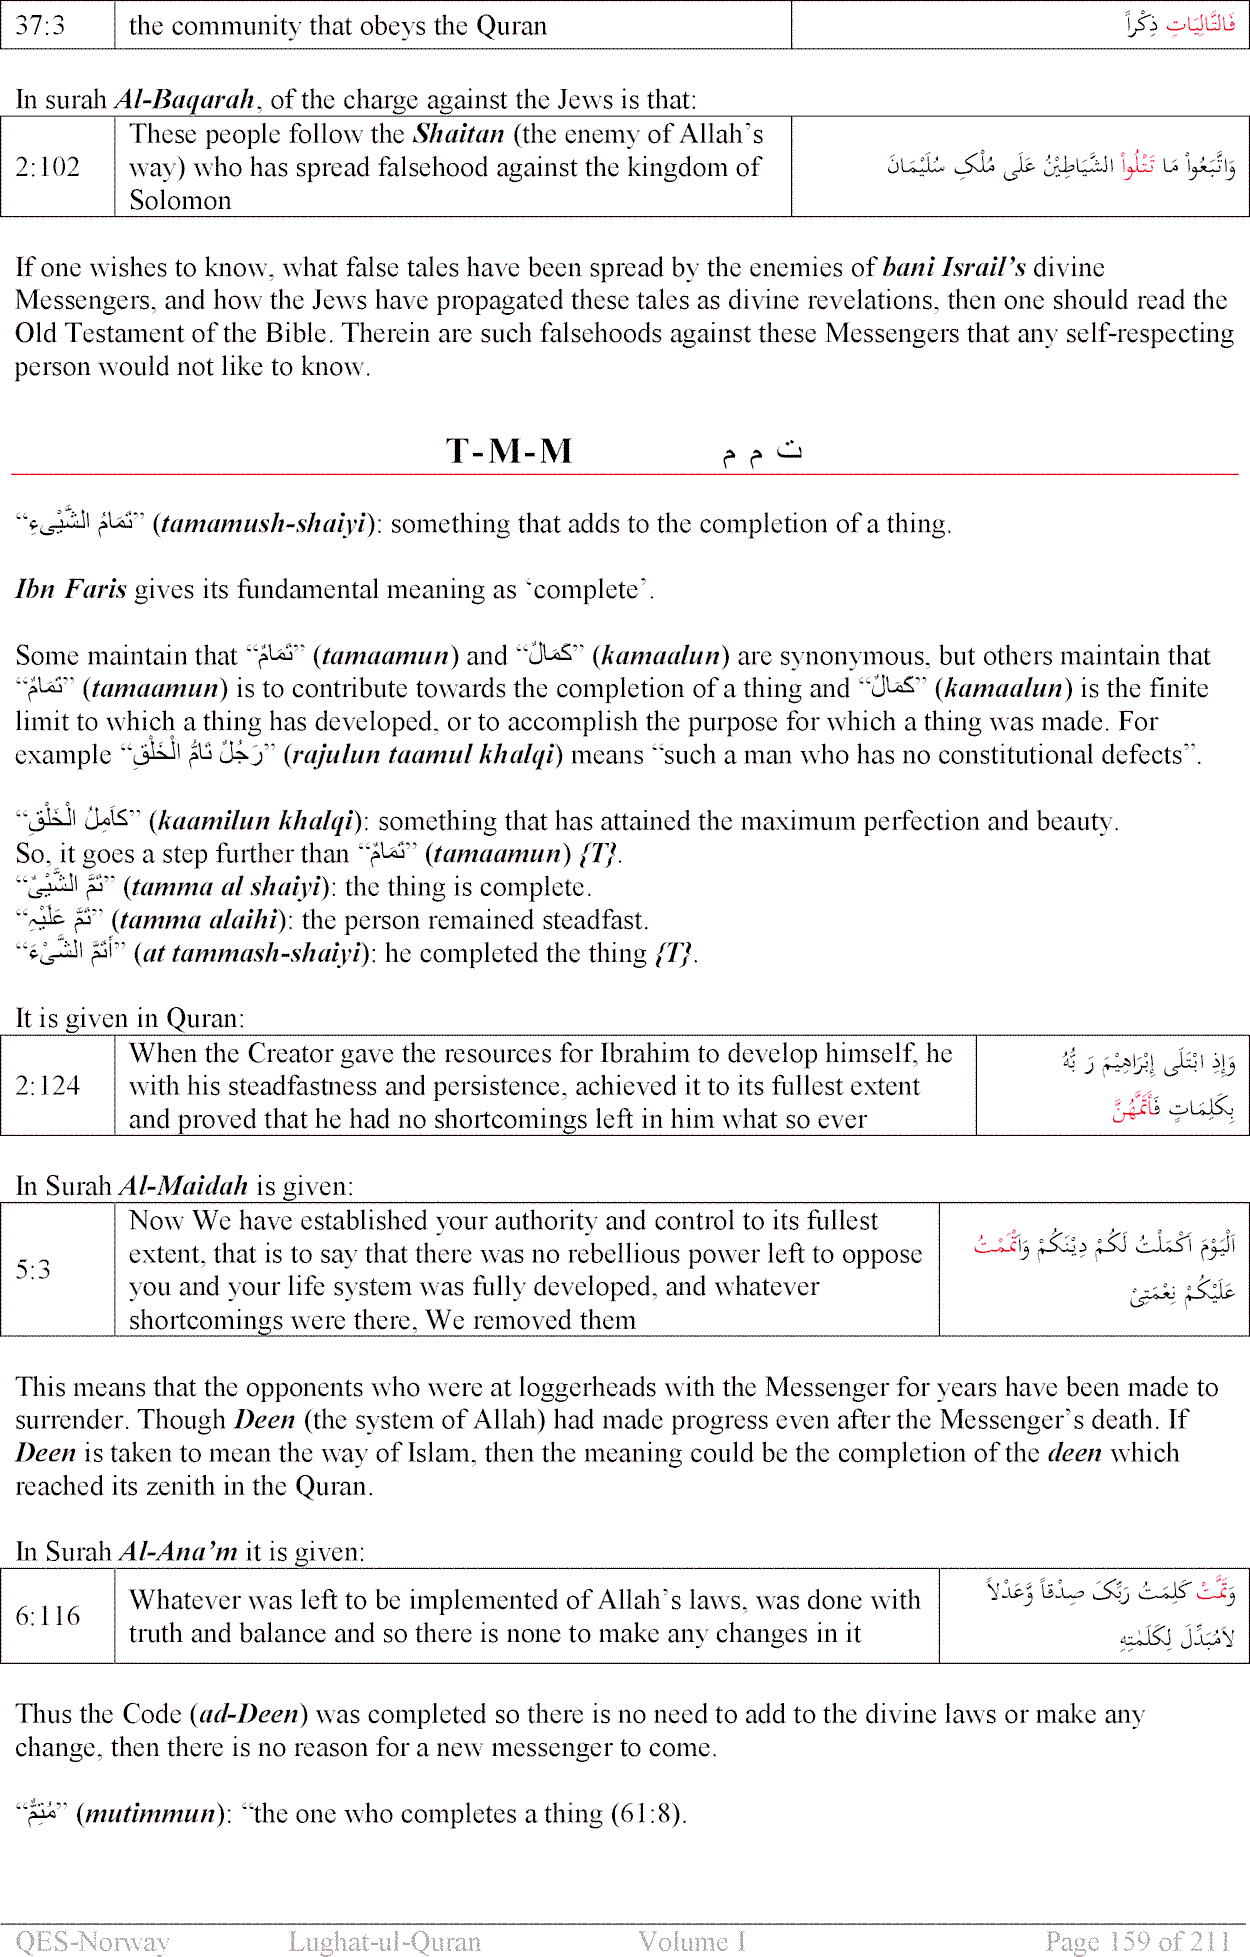 37:3 the community that obeys the Quran فَالتَّالِيَاتِ ذِكْراً
In surah Al-Baqarah, of the charge against the Jews is that:
These people follow the Shaitan (the enemy of Allah’s
2:102 way) who has spread falsehood against the kingdom of وَاتَّبَعُواْ مَا تَتْلُواْ الشَّيَاطِيْنُ عَلَى مُلْكِ سُلَيْمَانَ
Solomon
If one wishes to know, what false tales have been spread by the enemies of bani Israil’s divine
Messengers, and how the Jews have propagated these tales as divine revelations, then one should read the
Old Testament of the Bible. Therein are such falsehoods against these Messengers that any self-respecting
person would not like to know.
T-M-M ت م م
“تَمَامُ الشَّيْىءِ” (tamamush-shaiyi): something that adds to the completion of a thing.
Ibn Faris gives its fundamental meaning as ‘complete’.
Some maintain that “تَمَامٌ” (tamaamun) and “كَمَالٌ” (kamaalun) are synonymous, but others maintain that
“تَمَامٌ” (tamaamun) is to contribute towards the completion of a thing and “كَمَالٌ” (kamaalun) is the finite
limit to which a thing has developed, or to accomplish the purpose for which a thing was made. For
example “رَجُلٌ تَامُّ الْخَلْقِ” (rajulun taamul khalqi) means “such a man who has no constitutional defects”.
“كَامِلُ الْخَلْقِ” (kaamilun khalqi): something that has attained the maximum perfection and beauty.
So, it goes a step further than “تَمَامٌ” (tamaamun) {T}.
“تَمَّ الشَّيْىُ” (tamma al shaiyi): the thing is complete.
“تَمَّ عَلَيْهِ” (tamma alaihi): the person remained steadfast.
“أَتَمَّ الشَّىْءَ” (at tammash-shaiyi): he completed the thing {T}.
It is given in Quran:
When the Creator gave the resources for Ibrahim to develop himself, he وَإِذِ ابْتَلَى إِبْرَاهِيْمَ رَ بُّهُ
2:124 with his steadfastness and persistence, achieved it to its fullest extent
and proved that he had no shortcomings left in him what so ever بِكَلِمَاتٍ فَأَتَمَّهُنَّ
In Surah Al-Maidah is given:
Now We have established your authority and control to its fullest
extent, that is to say that there was no rebellious power left to oppose اَلْيَوْمَ اَكْمَلْتُ لَكُمْ دِيْنَكُمْ وَاَتْمَمْتُ
5:3 you and your life system was fully developed, and whatever عَلَيْكُمْ نِعْمَتِىْ
shortcomings were there, We removed them
This means that the opponents who were at loggerheads with the Messenger for years have been made to
surrender. Though Deen (the system of Allah) had made progress even after the Messenger’s death. If
Deen is taken to mean the way of Islam, then the meaning could be the completion of the deen which
reached its zenith in the Quran.
In Surah Al-Ana’m it is given:
Whatever was left to be implemented of Allah’s laws, was done with وَتَمَّتْ كَلِمَتُ رَبِّكَ صِدْقاً وَّعَدْلاً
6:116 truth and balance and so there is none to make any changes in it لاَمُبَدِّلَ لِكَلَمٰتِهِ
Thus the Code (ad-Deen) was completed so there is no need to add to the divine laws or make any
change, then there is no reason for a new messenger to come.
“مُتِمٌّ” (mutimmun): “the one who completes a thing (61:8).
QES-Norway Lughat-ul-Quran Volume I Page 159 of 211